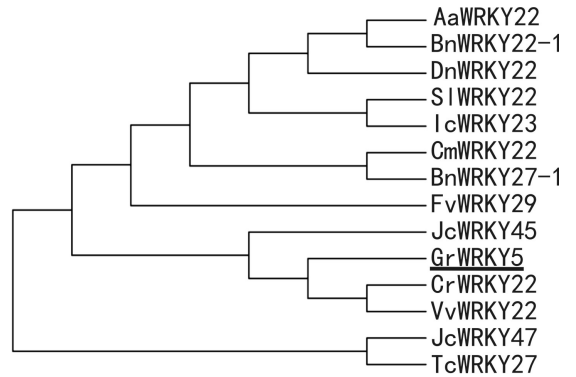 AaWRKY22
BnWRKY22-1
DnWRKY22
SlWRKY22
IcWRKY23
CmWRKY22
BnWRKY27-1
FvWRKY29
JcWRKY45
GrWRKY5
CrWRKY22
VvWRKY22
JcWRKY47
TcWRKY27